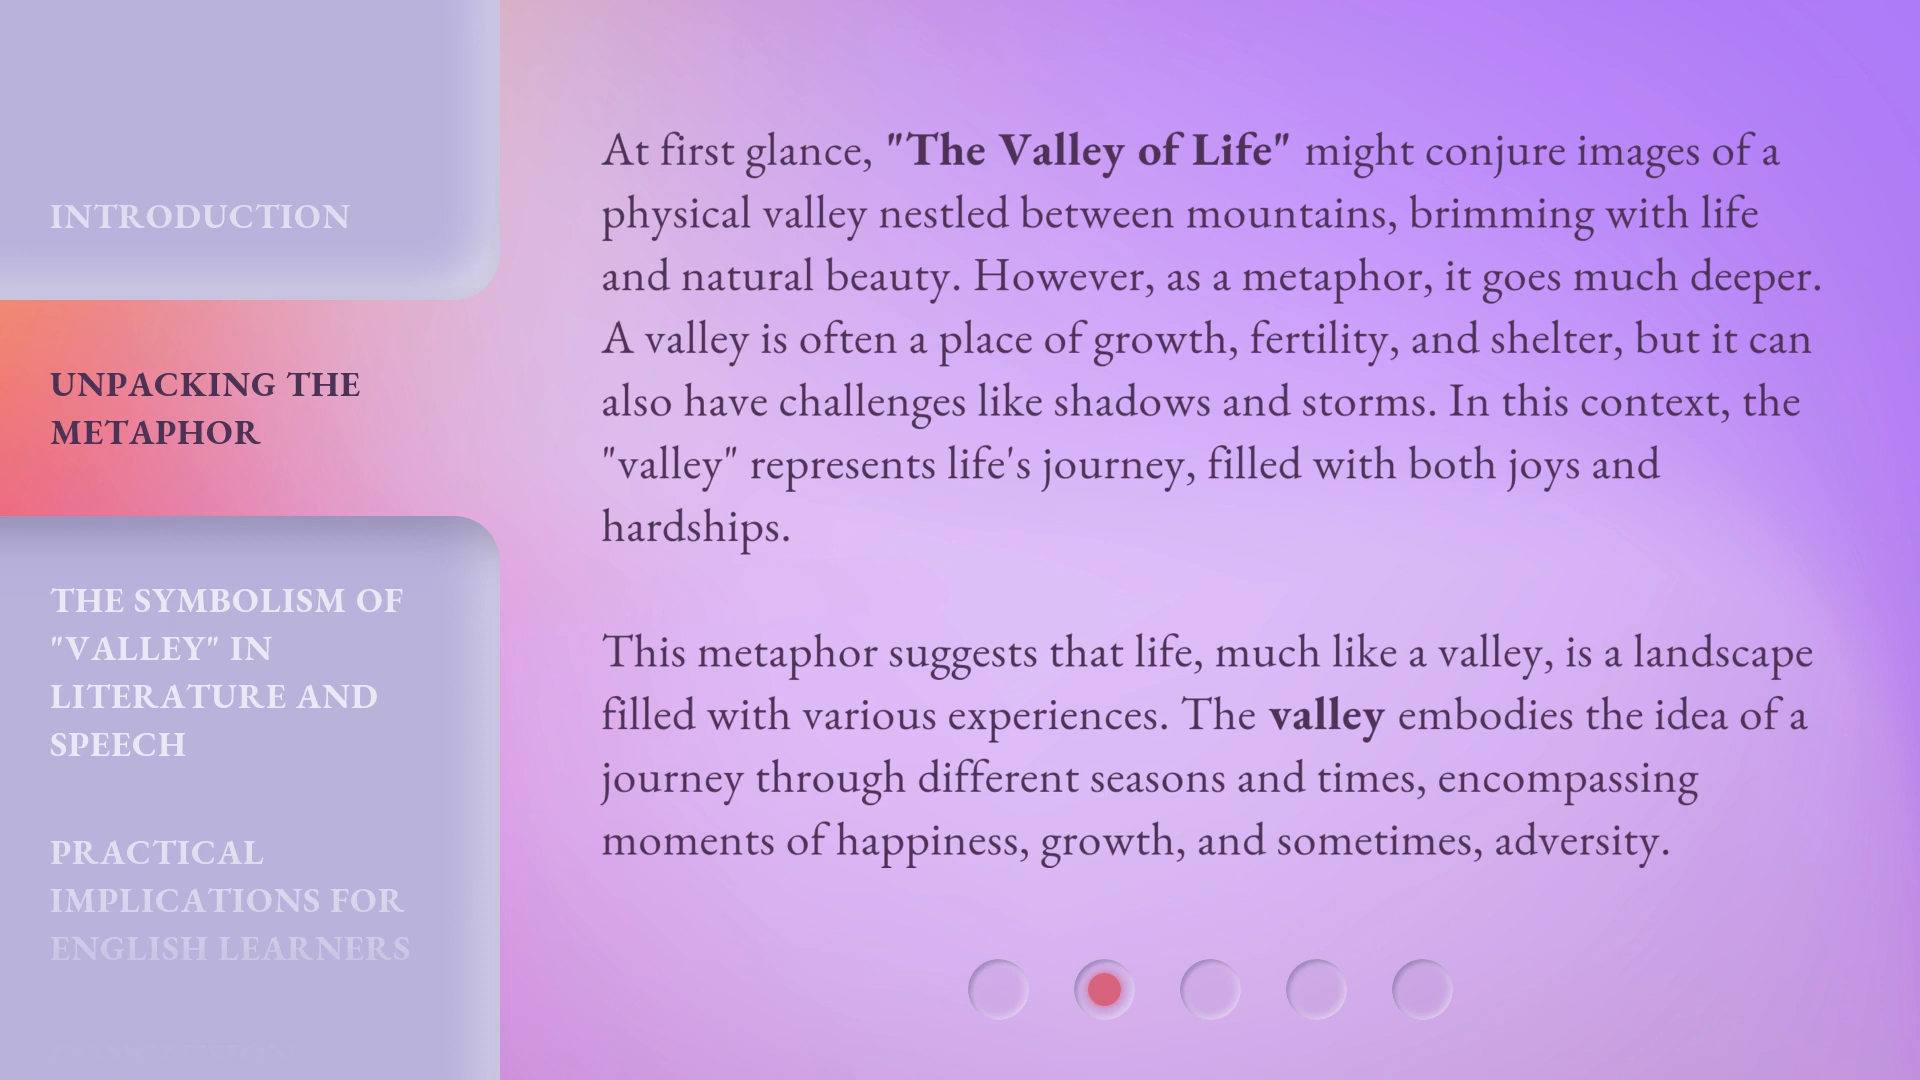 INTRODUCTION
UNPACKING THE
METAPHOR
THE SYMBOLISM OF
"VALLEY" IN
LITERATURE AND
SPEECH
PRACTICAL
IMPLICATIONS FOR
ENGLISH LEARNERS
At first glance, "The Valley of Life" might conjure images of a
physical valley nestled between mountains, brimming with life
and natural beauty. However, as a metaphor, it goes much deeper.
A valley is often a place of growth, fertility, and shelter, but it can
also have challenges like shadows and storms. In this context, the
"valley" represents life's journey, filled with both joys and
hardships.
This metaphor suggests that life, much like a valley, is a landscape
filled with various experiences. The valley embodies the idea of a
journey through different seasons and times, encompassing
moments of happiness, growth, and sometimes, adversity.